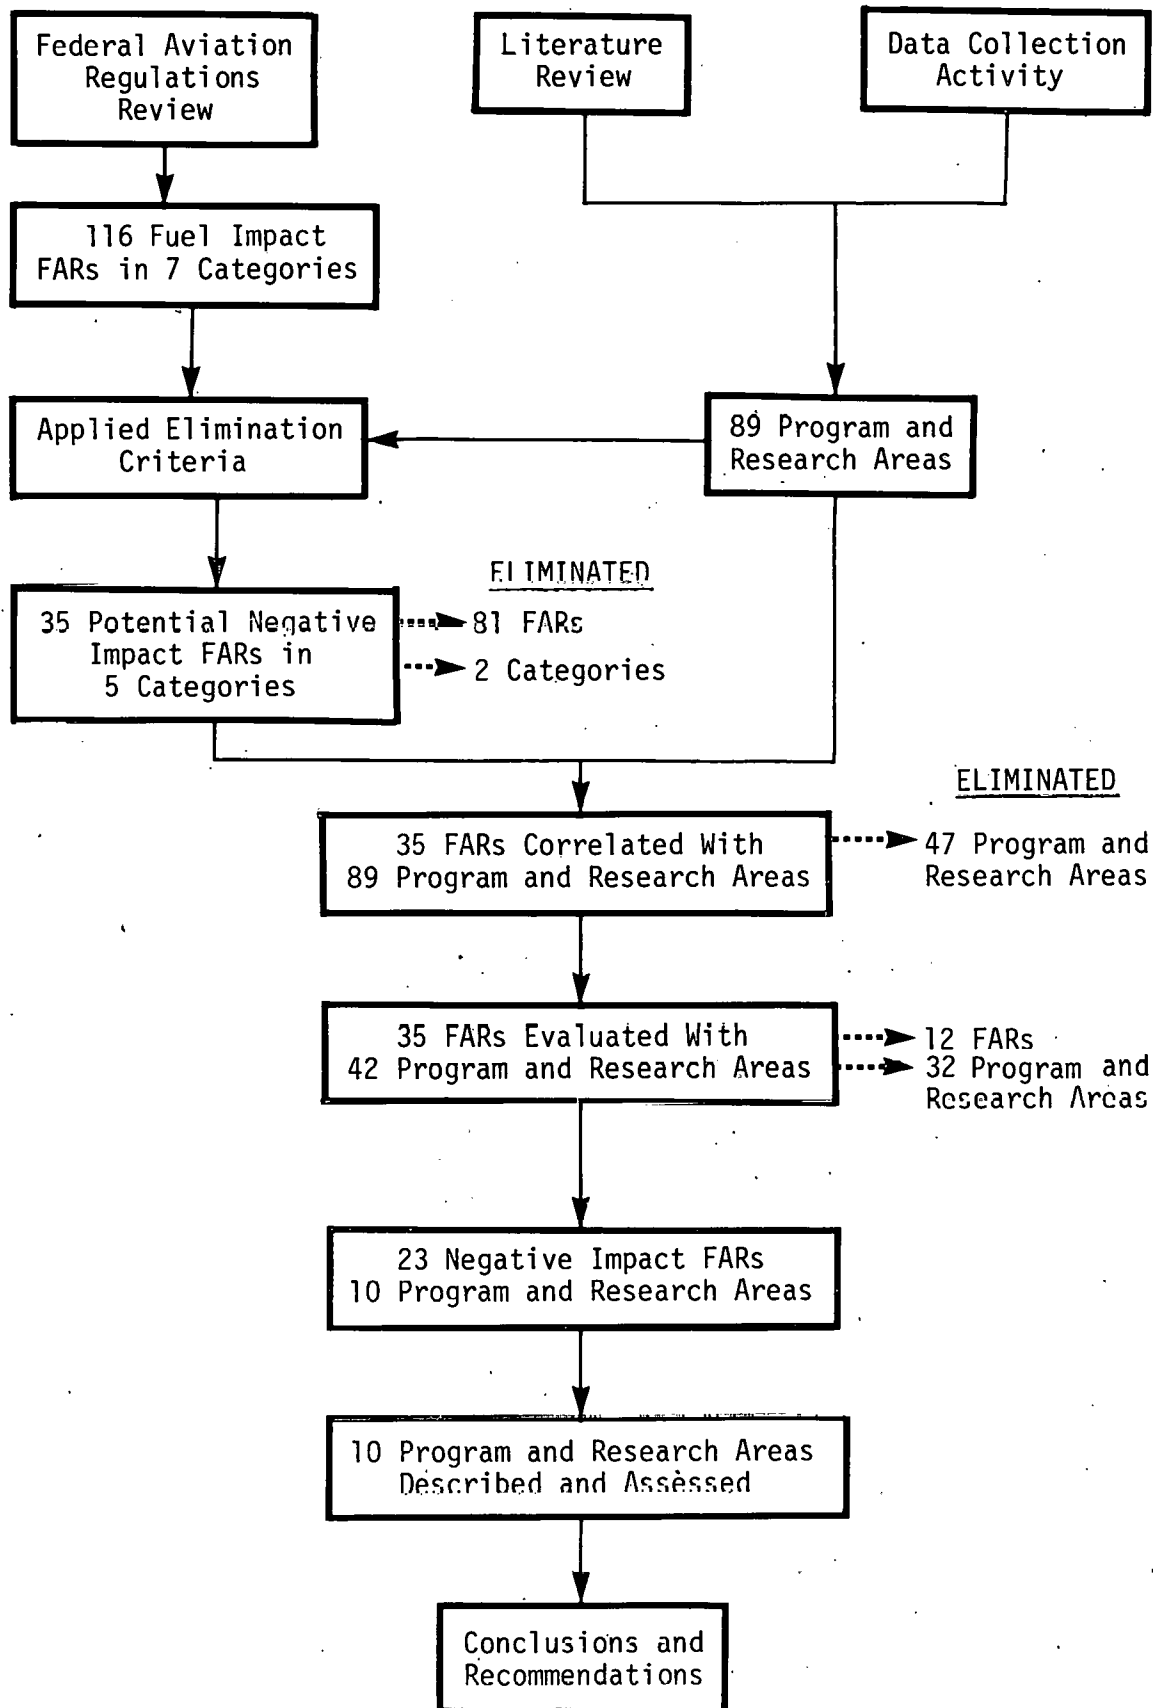 Federal Aviation
Regulations
Review
Literature
Review
Data Collection
Activity
116 Fuel Impact
FARs in 7 Categories
Applied Elimination
Criteria
89 Program and
Research Areas
35 Potential Negative
Impact FARs in
5 Categories
ELIMINATED
81 FARs
2 Categories
35 FARs Correlated With
89 Program and Research Areas
ELIMINATED
47 Program and
Research Areas
35 FARs Evaluated With
42 Program and Research Areas
12 FARs
32 Program and
Research Areas
23 Negative Impact FARs
10 Program and Research Areas
10 Program and Research Areas
Described and Assessed
Conclusions and
Recommendations